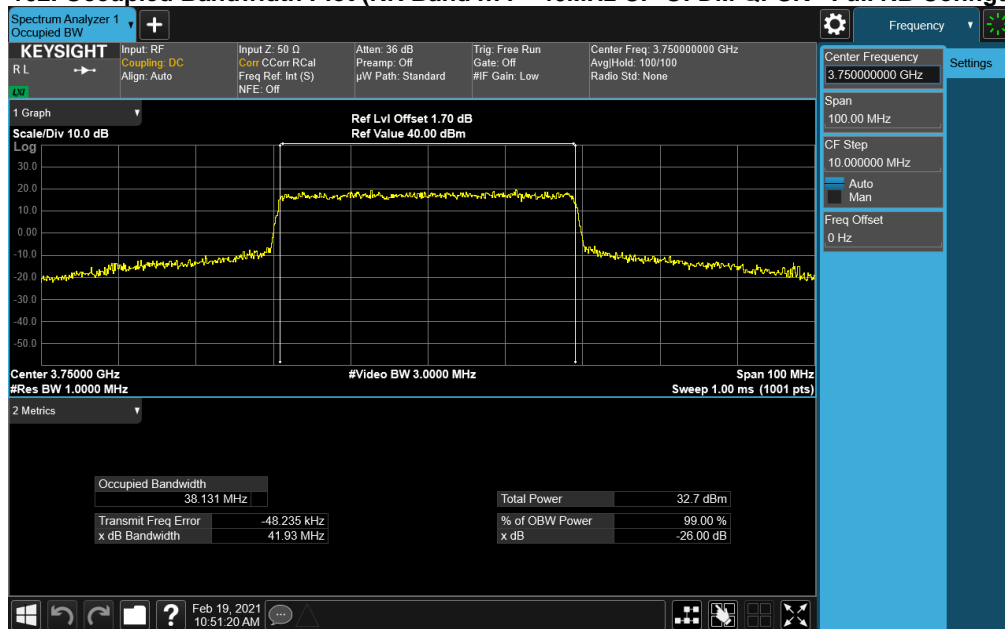 Spectrum Analyzer 1
Occupied BW
Frequency
KEYSIGHT
R L
LXI
Input: RF
Coupling: DC
Align: Auto
Input Z: 50 Ω
Corr CCorr RCal
Freq Ref: Int (S)
NFE: Off
Atten: 36 dB
Preamp: Off
µW Path: Standard
Trig: Free Run
Gate: Off
#IF Gain: Low
Center Freq: 3.750000000 GHz
Avg|Hold: 100/100
Radio Std: None
Center Frequency
3.750000000 GHz
Settings
Span
100.00 MHz
CF Step
10.000000 MHz
Auto
Man
Freq Offset
0 Hz
1 Graph
Scale/Div 10.0 dB
Ref Lvl Offset 1.70 dB
Ref Value 40.00 dBm
Log
30.0
20.0
10.0
0.00
-10.0
-20.0
-30.0
-40.0
-50.0
Center 3.75000 GHz
#Res BW 1.0000 MHz
#Video BW 3.0000 MHz
Span 100 MHz
Sweep 1.00 ms (1001 pts)
2 Metrics
Occupied Bandwidth
38.131 MHz
Transmit Freq Error -48.235 kHz
x dB Bandwidth 41.93 MHz
Total Power 32.7 dBm
% of OBW Power 99.00 %
x dB -26.00 dB
?
Feb 19, 2021
10:51:20 AM